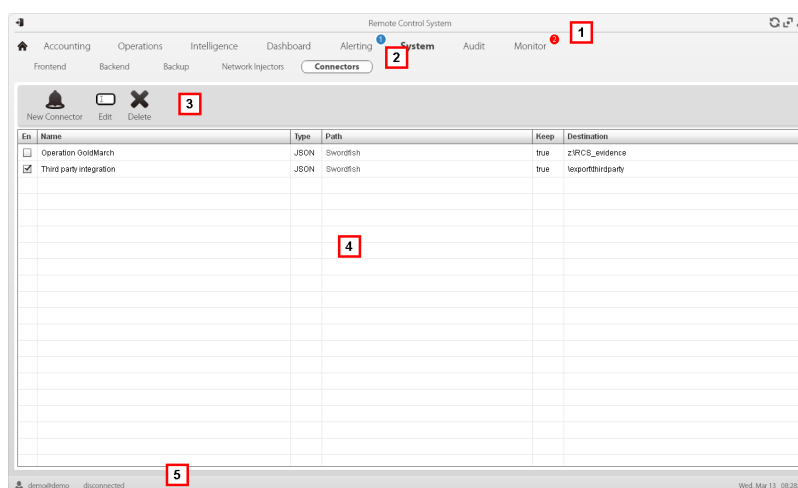 Remote Control System
1
Accounting Operations Intelligence Dashboard Alerting 1 System Audit Monitor 2
2
Frontend Backend Backup Network Injectors Connectors
3
New Connector Edit Delete
En Name Type Path Keep Destination
Operation GoldMarch JSON Swordfish true z:\RCS_evidence
Third party integration JSON Swordfish true \export\thirdparty
4
5
demo@demo disconnected Wed, Mar 13 08:28